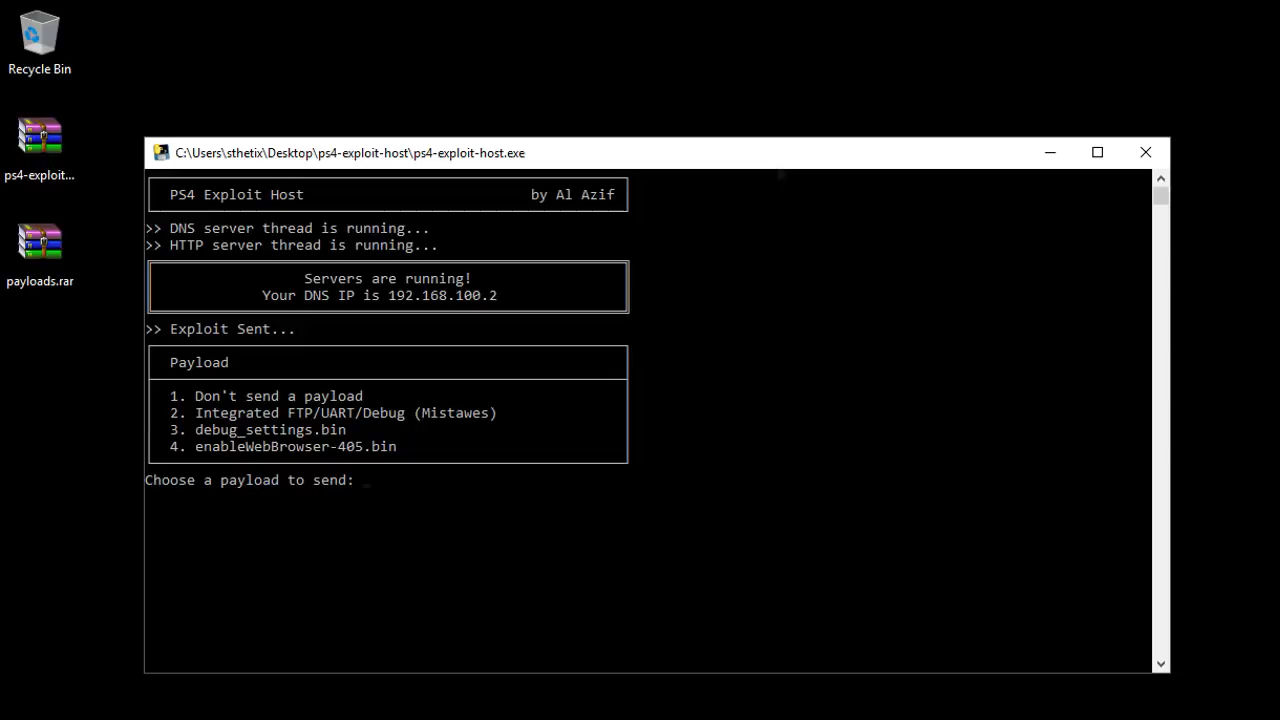 Recycle Bin
ps4-exploit...
payloads.rar
C:\Users\sthetix\Desktop\ps4-exploit-host\ps4-exploit-host.exe
PS4 Exploit Host by Al Azif
>> DNS server thread is running...
>> HTTP server thread is running...
Servers are running!
Your DNS IP is 192.168.100.2
>> Exploit Sent...
Payload
1. Don't send a payload
2. Integrated FTP/UART/Debug (Mistawes)
3. debug_settings.bin
4. enableWebBrowser-405.bin
Choose a payload to send: _